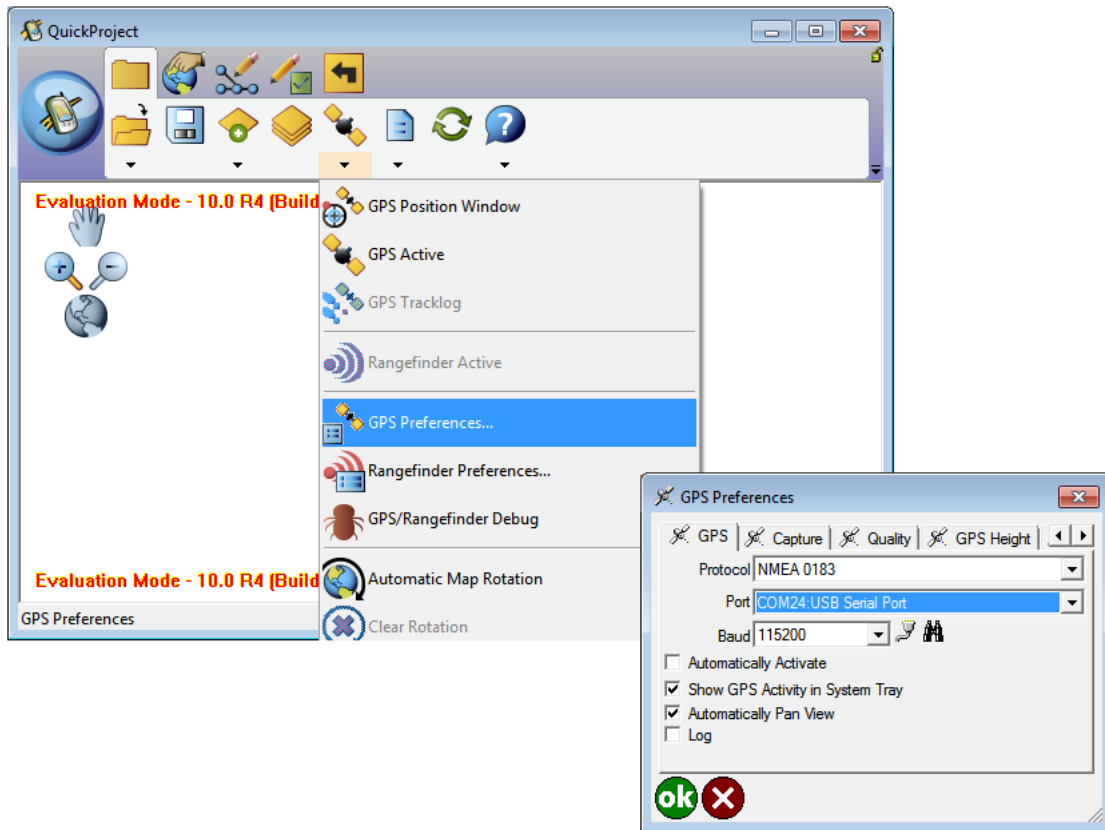 QuickProject
Evaluation Mode - 10.0 R4 (Build
GPS Position Window
GPS Active
GPS Tracklog
Rangefinder Active
GPS Preferences...
Rangefinder Preferences...
GPS/Rangefinder Debug
Automatic Map Rotation
Clear Rotation
Evaluation Mode - 10.0 R4 (Build
GPS Preferences
GPS Preferences
GPS Capture Quality GPS Height
Protocol NMEA 0183
Port COM24:USB Serial Port
Baud 115200
Automatically Activate
Show GPS Activity in System Tray
Automatically Pan View
Log
ok